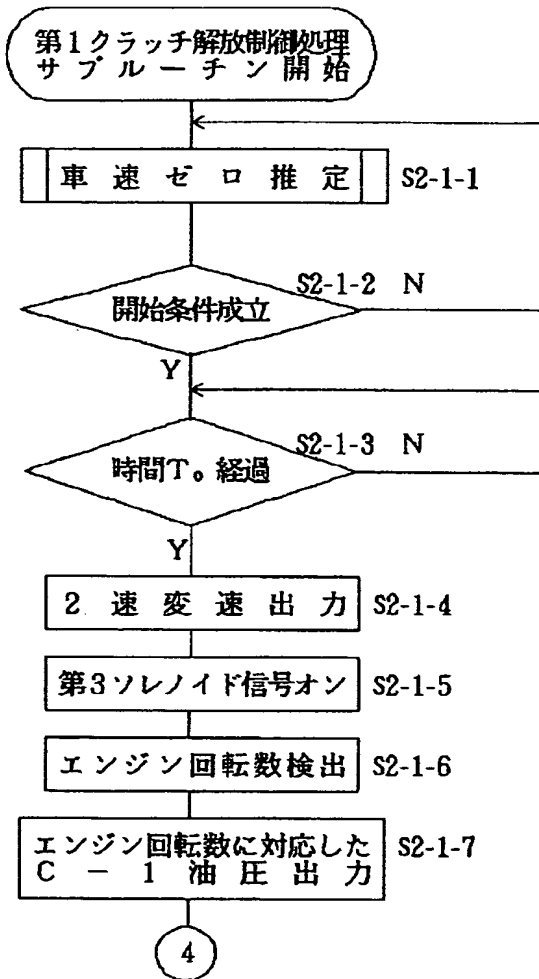 第1クラッチ解放制御処理
サブルーチン開始
車速ゼロ推定 S2-1-1
S2-1-2 N
開始条件成立
Y
S2-1-3 N
時間T₀経過
Y
2速変速出力 S2-1-4
第3ソレノイド信号オン S2-1-5
エンジン回転数検出 S2-1-6
エンジン回転数に対応した S2-1-7
C-1油圧出力
4